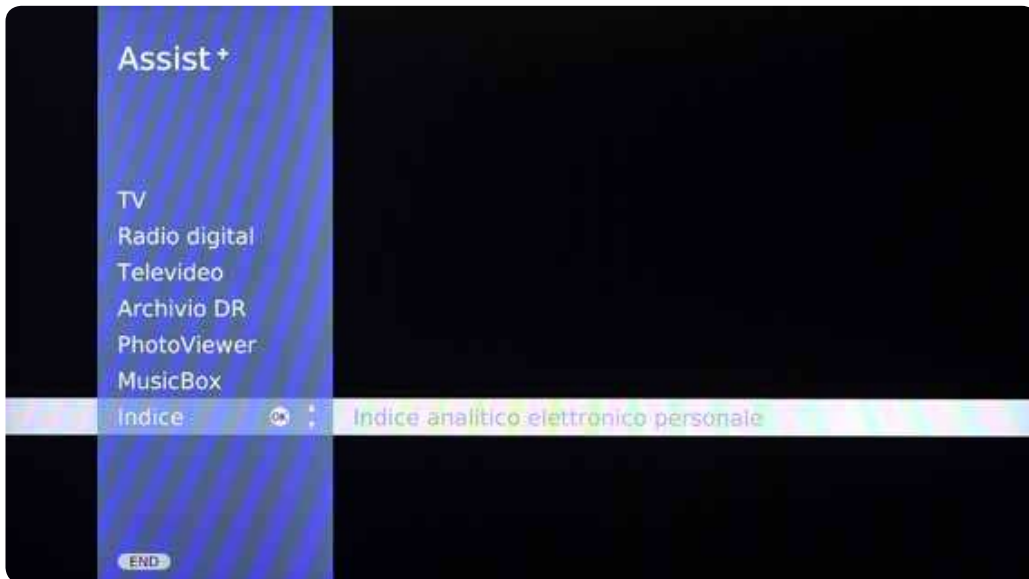 Assist+
TV
Radio digital
Televideo
Archivio DR
PhotoViewer
MusicBox
Indice OK Indice analitico elettronico personale
END